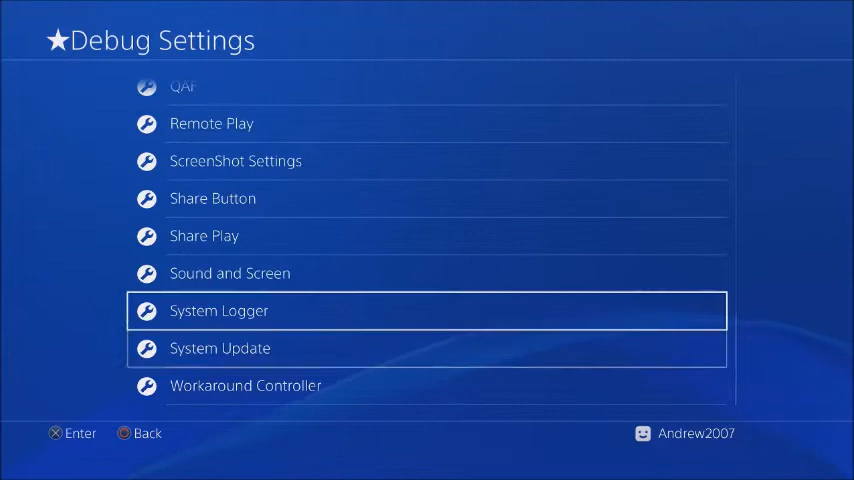 ★Debug Settings
QAF
Remote Play
ScreenShot Settings
Share Button
Share Play
Sound and Screen
System Logger
System Update
Workaround Controller
Enter Back Andrew2007